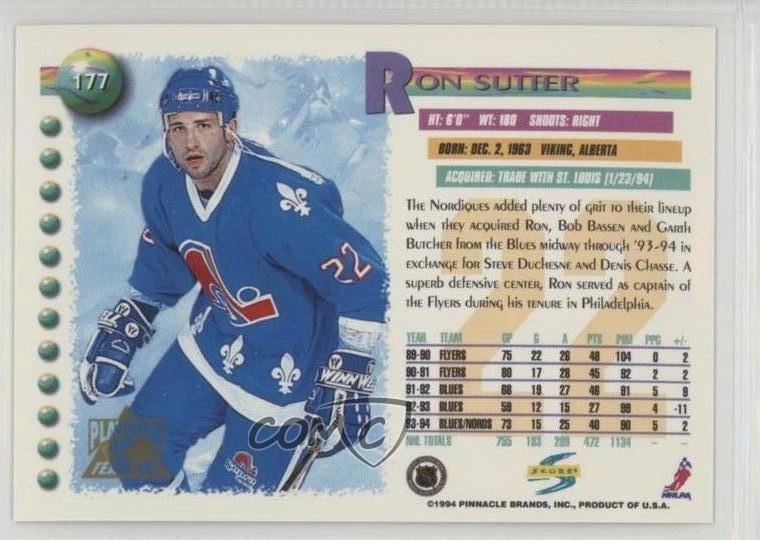 177
RON SUTTER
HT: 6'0" WT: 180 SHOOTS: RIGHT
BORN: DEC. 2, 1963 VIKING, ALBERTA
ACQUIRED: TRADE WITH ST. LOUIS (1/23/94)
The Nordiques added plenty of grit to their lineup
when they acquired Ron, Bob Bassen and Garth
Butcher from the Blues midway through '93-94 in
exchange for Steve Duchesne and Denis Chasse. A
superb defensive center, Ron served as captain of
the Flyers during his tenure in Philadelphia.
YEAR TEAM GP G A PTS PIM PPG +/-
89-90 FLYERS 75 22 26 48 104 0 2
90-91 FLYERS 80 17 28 45 92 2 2
91-92 BLUES 68 19 27 46 91 5 9
92-93 BLUES 59 12 15 27 99 4 -11
93-94 BLUES/NORDS 73 15 25 40 90 5 2
NHL TOTALS 755 183 289 472 1134 -- --
22
22
WINNWE
PLATINUM
TEAM
COMC
SCORE
NHLPA
©1994 PINNACLE BRANDS, INC., PRODUCT OF U.S.A.